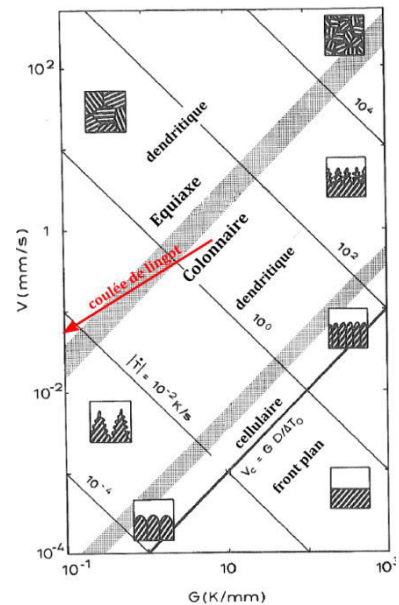 10²
dendritique
10⁴
Equiaxe
V(mm/s)
1
Colonnaire
coulée de lingot
10²
dendritique
10⁰
10⁻²
|Ṫ| = 10⁻² K/s
cellulaire
V_c = G D/ΔT₀
front plan
10⁻⁴
10⁻⁴
10⁻¹
10
10³
G(K/mm)